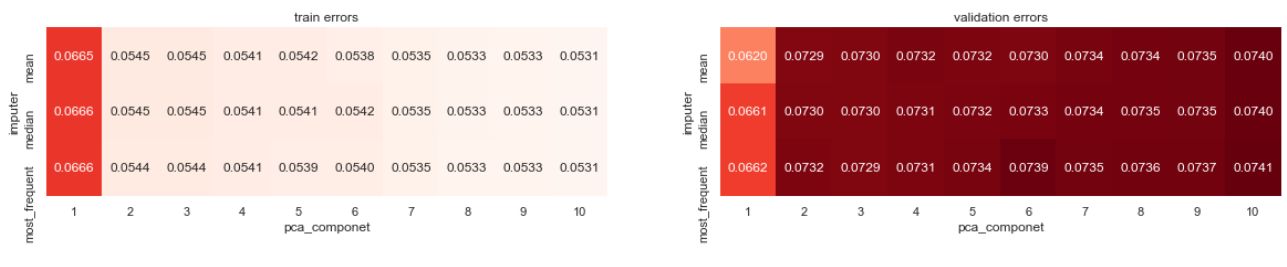 train errors
imputer
mean
0.0665 0.0545 0.0545 0.0541 0.0542 0.0538 0.0535 0.0533 0.0533 0.0531
median
0.0666 0.0545 0.0545 0.0541 0.0541 0.0542 0.0535 0.0533 0.0533 0.0531
most_frequent
0.0666 0.0544 0.0544 0.0541 0.0539 0.0540 0.0535 0.0533 0.0533 0.0531
1 2 3 4 5 6 7 8 9 10
pca_componet
validation errors
imputer
mean
0.0620 0.0729 0.0730 0.0732 0.0732 0.0730 0.0734 0.0734 0.0735 0.0740
median
0.0661 0.0730 0.0730 0.0731 0.0732 0.0733 0.0734 0.0735 0.0735 0.0740
most_frequent
0.0662 0.0732 0.0729 0.0731 0.0734 0.0739 0.0735 0.0736 0.0737 0.0741
1 2 3 4 5 6 7 8 9 10
pca_componet